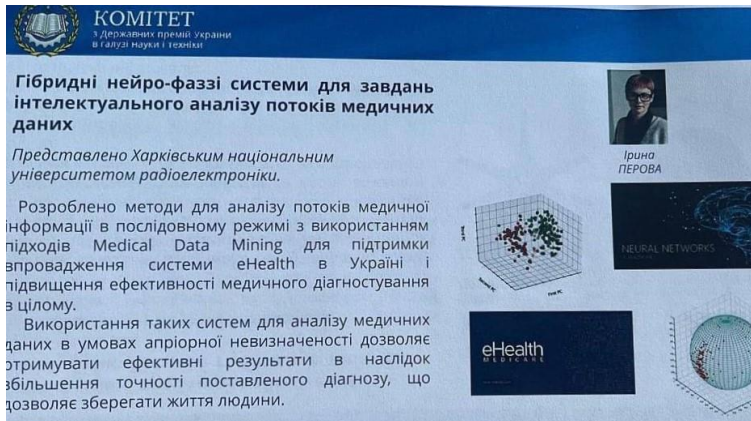 КОМІТЕТ
з Державних премій України
в галузі науки і техніки
Гібридні нейро-фаззі системи для завдань
інтелектуального аналізу потоків медичних
даних
Представлено Харківським національним
університетом радіоелектроніки.
Ірина
ПЕРОВА
Розроблено методи для аналізу потоків медичної
інформації в послідовному режимі з використанням
підходів Medical Data Mining для підтримки
впровадження системи eHealth в Україні і
підвищення ефективності медичного діагностування
в цілому.
Використання таких систем для аналізу медичних
даних в умовах апріорної невизначеності дозволяє
отримувати ефективні результати в наслідок
збільшення точності поставленого діагнозу, що
дозволяє зберегати життя людини.
Second PC
First PC
NEURAL NETWORKS
eHealth
MEDICARE